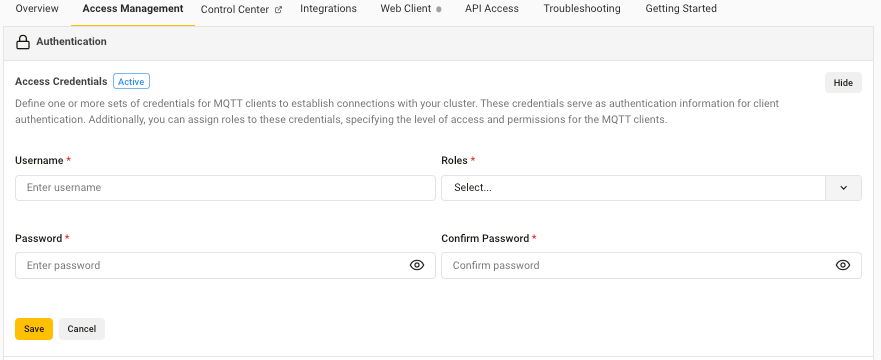 Overview Access Management Control Center Integrations Web Client API Access Troubleshooting Getting Started
Authentication
Access Credentials Active Hide
Define one or more sets of credentials for MQTT clients to establish connections with your cluster. These credentials serve as authentication information for client
authentication. Additionally, you can assign roles to these credentials, specifying the level of access and permissions for the MQTT clients.
Username * Roles *
Enter username Select...
Password * Confirm Password *
Enter password Confirm password
Save Cancel